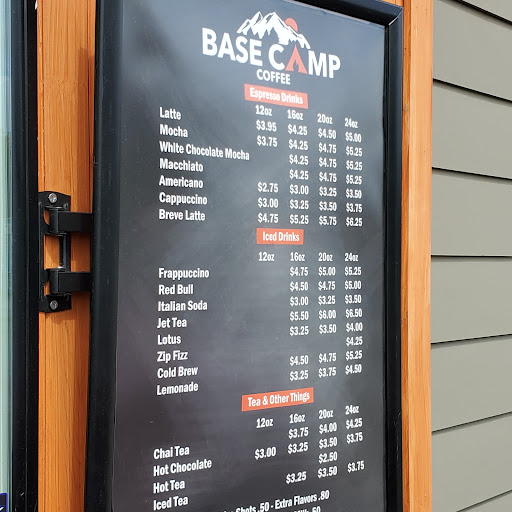 BASE CAMP
COFFEE
Espresso Drinks
12oz 16oz 20oz 24oz
Latte $3.95 $4.25 $4.50 $5.00
Mocha $3.75 $4.25 $4.75 $5.25
White Chocolate Mocha $4.25 $4.75 $5.25
Macchiato $4.25 $4.75 $5.25
Americano $2.75 $3.00 $3.25 $3.50
Cappuccino $3.00 $3.25 $3.50 $3.75
Breve Latte $4.75 $5.25 $5.75 $6.25
Iced Drinks
12oz 16oz 20oz 24oz
Frappuccino $4.75 $5.00 $5.25
Red Bull $4.50 $4.75 $5.00
Italian Soda $3.00 $3.25 $3.50
Jet Tea $5.50 $6.00 $6.50
Lotus $3.25 $3.50 $4.00
Zip Fizz $4.25
Cold Brew $4.50 $4.75 $5.25
Lemonade $3.25 $3.75 $4.50
Tea & Other Things
12oz 16oz 20oz 24oz
Chai Tea $3.75 $4.00 $4.25
Hot Chocolate $3.00 $3.25 $3.50 $3.75
Hot Tea $2.50
Iced Tea $3.25 $3.50 $3.75
Shots .50 - Extra Flavors .80